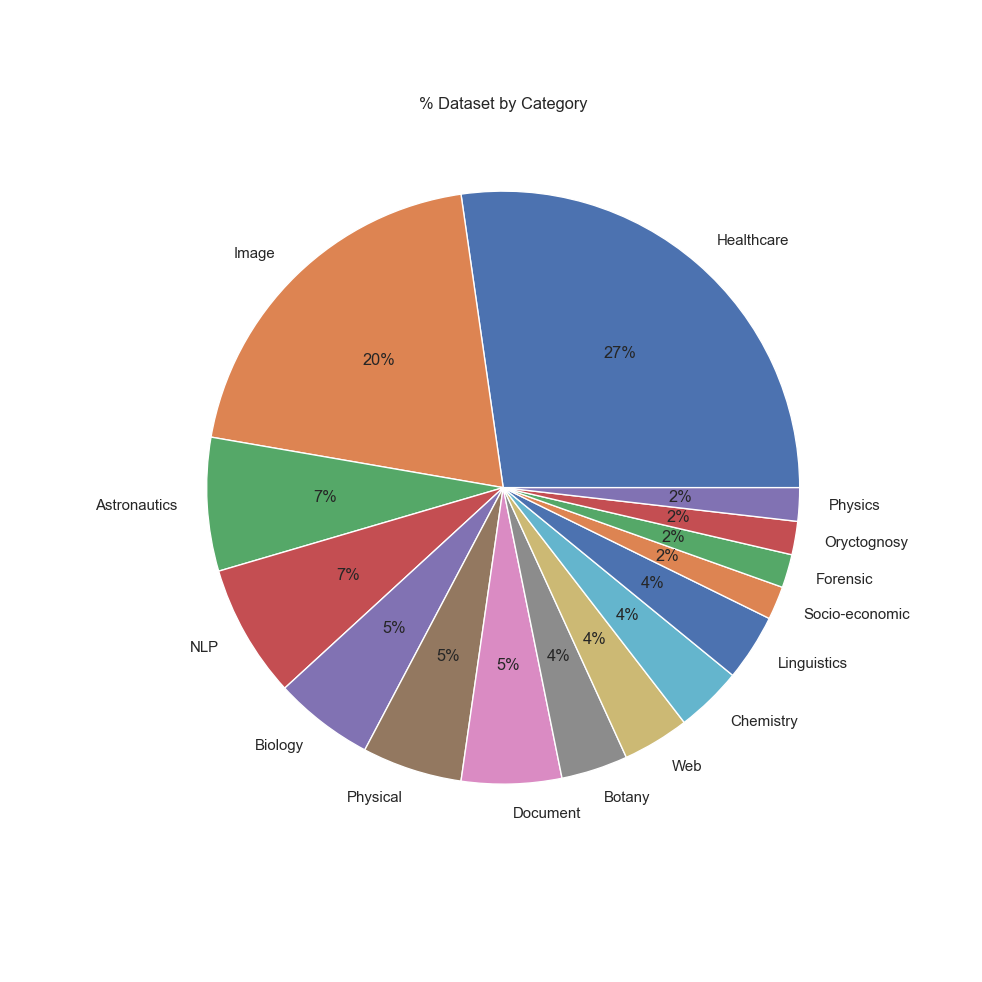 % Dataset by Category
Healthcare
27%
Image
20%
Astronautics
7%
NLP
7%
Biology
5%
Physical
5%
Document
5%
Botany
4%
Web
4%
Chemistry
4%
Linguistics
4%
Socio-economic
2%
Forensic
2%
Oryctognosy
2%
Physics
2%